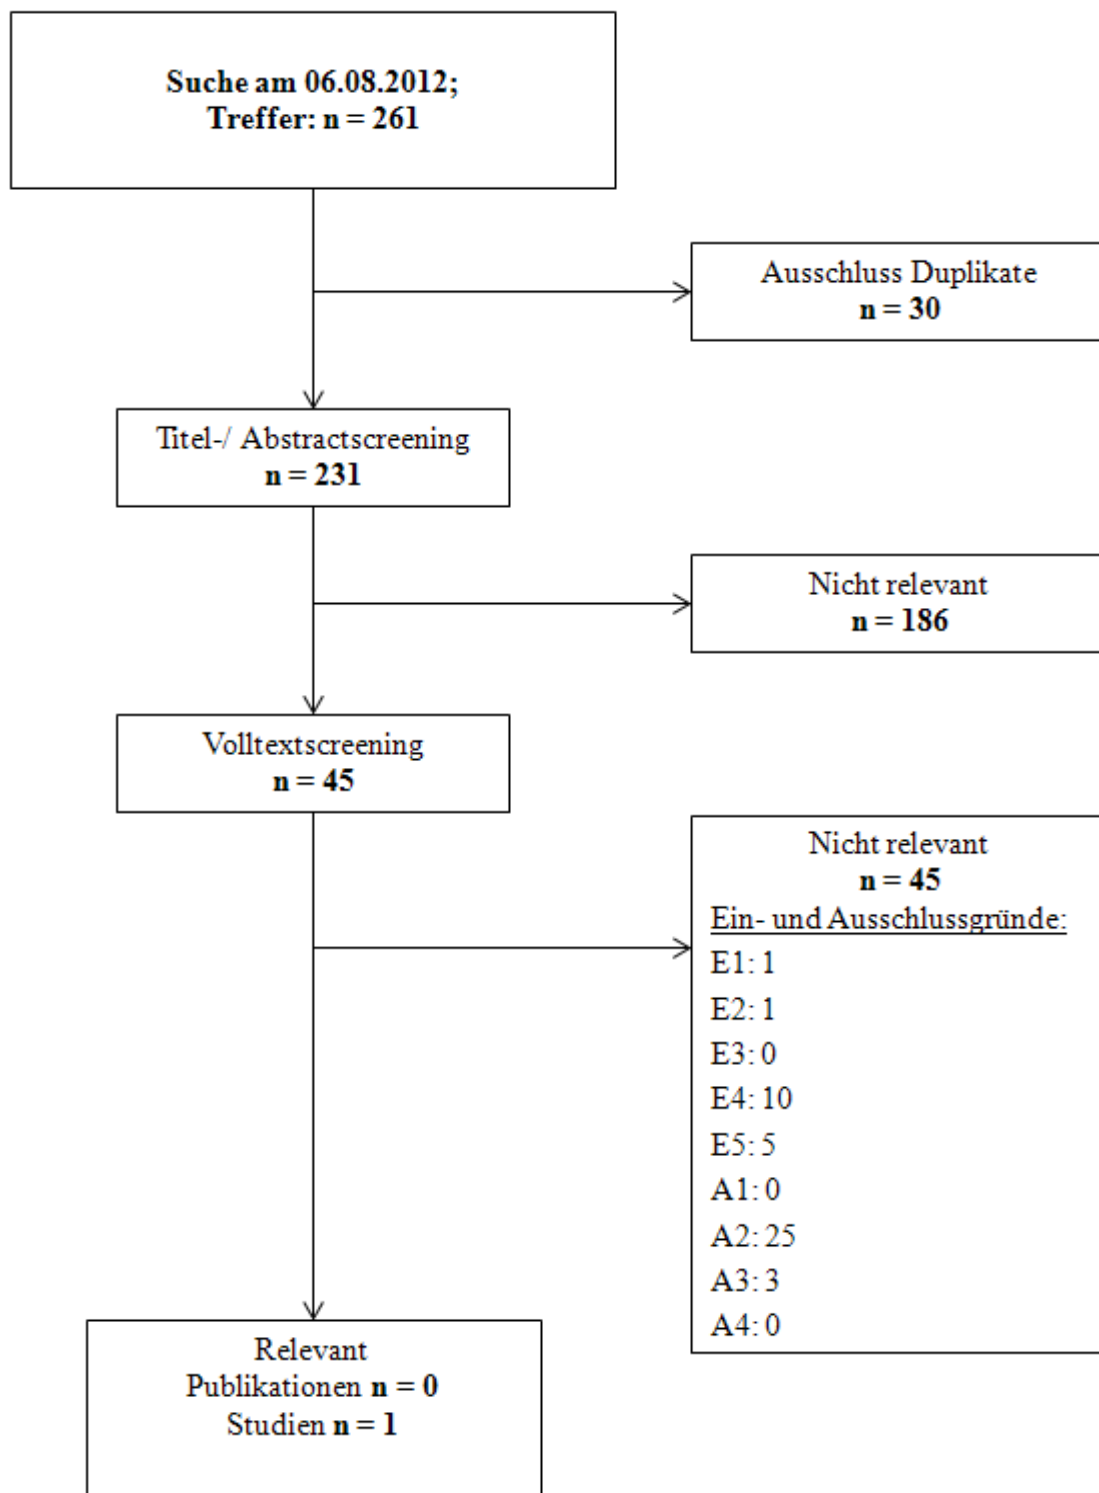 Suche am 06.08.2012;
Treffer: n = 261
Ausschluss Duplikate
n = 30
Titel-/ Abstractscreening
n = 231
Nicht relevant
n = 186
Volltextscreening
n = 45
Nicht relevant
n = 45
Ein- und Ausschlussgründe:
E1: 1
E2: 1
E3: 0
E4: 10
E5: 5
A1: 0
A2: 25
A3: 3
A4: 0
Relevant
Publikationen n = 0
Studien n = 1